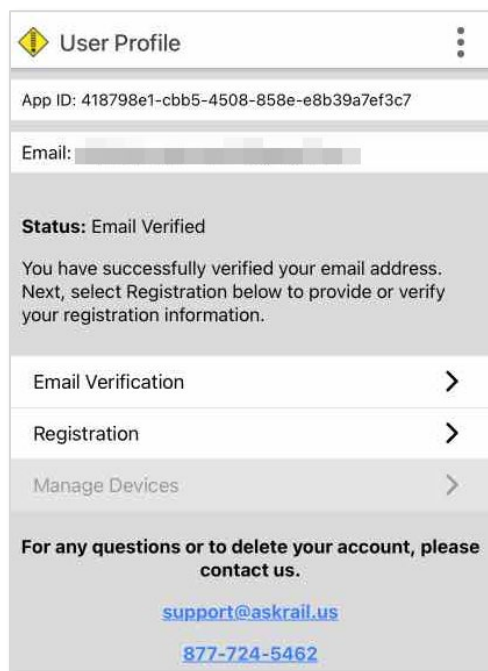 User Profile
App ID: 418798e1-cbb5-4508-858e-e8b39a7ef3c7
Email:
Status: Email Verified
You have successfully verified your email address.
Next, select Registration below to provide or verify
your registration information.
Email Verification
Registration
Manage Devices
For any questions or to delete your account, please
contact us.
support@askrail.us
877-724-5462